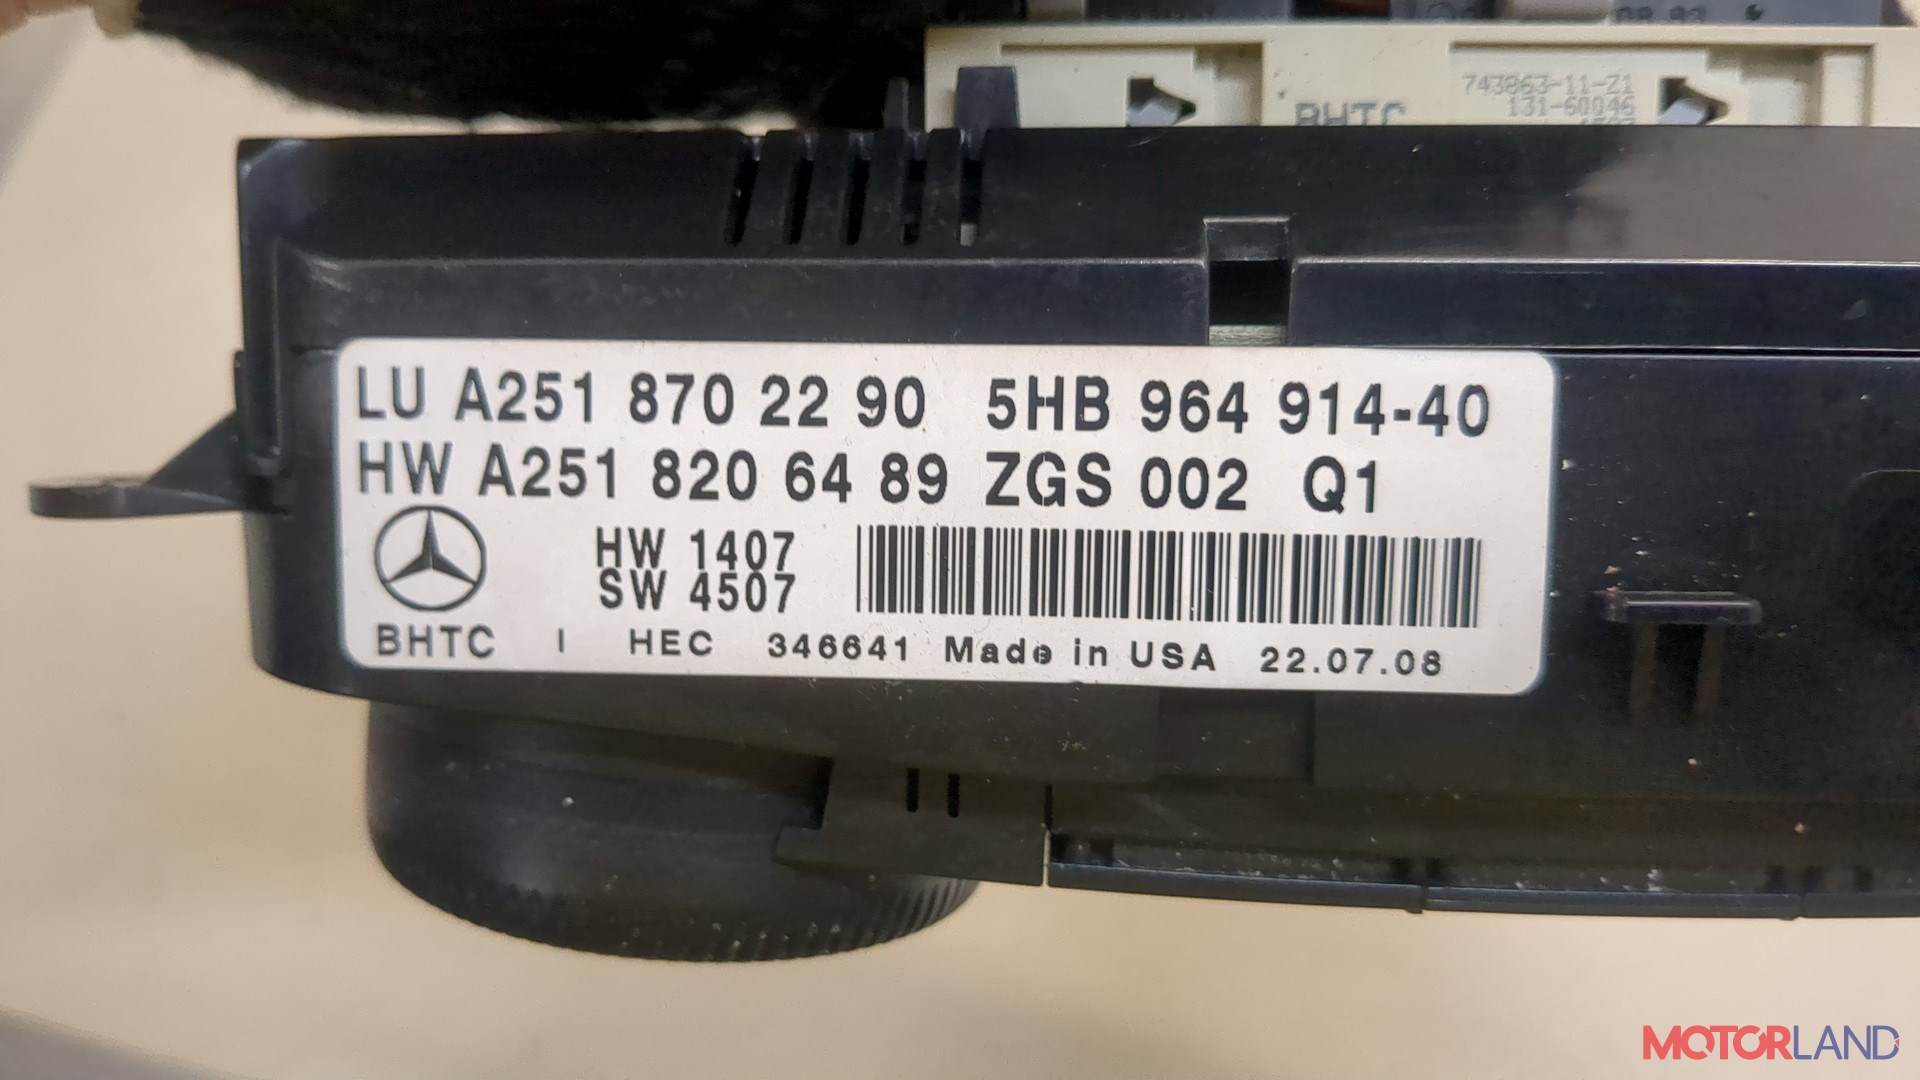 743863-11-Z1
131-60046
BHTC
LU A251 870 22 90 5HB 964 914-40
HW A251 820 64 89 ZGS 002 Q1
HW 1407
SW 4507
BHTC I HEC 346641 Made in USA 22.07.08
MOTORLAND